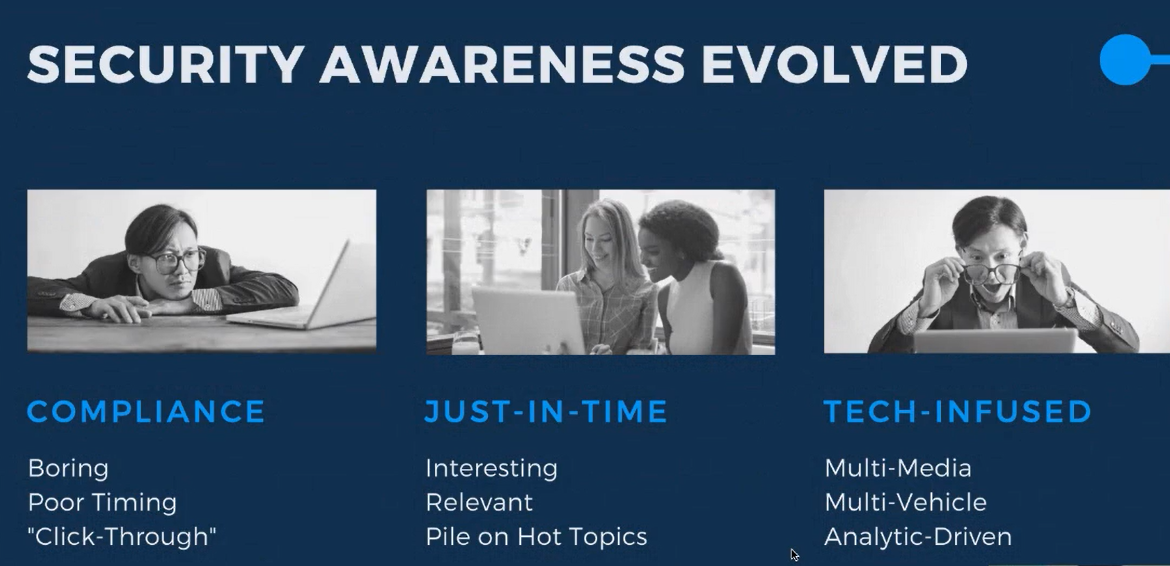 SECURITY AWARENESS EVOLVED
COMPLIANCE
Boring
Poor Timing
"Click-Through"
JUST-IN-TIME
Interesting
Relevant
Pile on Hot Topics
TECH-INFUSED
Multi-Media
Multi-Vehicle
Analytic-Driven